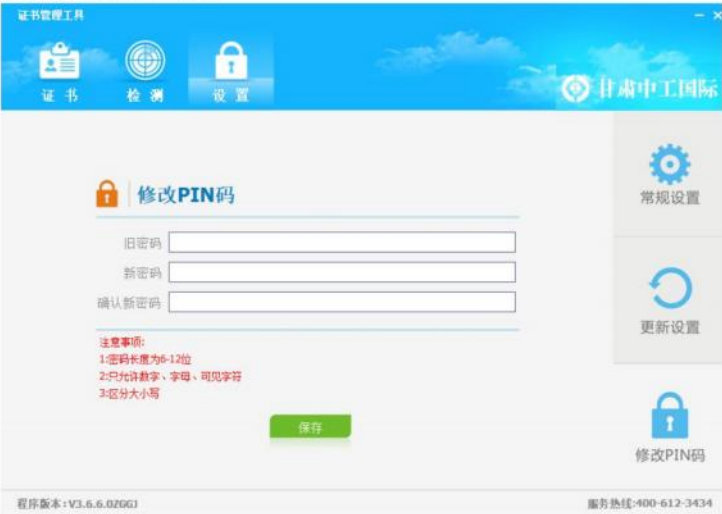 证书管理工具
证书
检测
设置
甘肃中工国际
修改PIN码
旧密码
新密码
确认新密码
注意事项:
1:密码长度为6-12位
2:只允许数字、字母、可见字符
3:区分大小写
保存
常规设置
更新设置
修改PIN码
程序版本:V3.6.6.0ZGGJ
服务热线:400-612-3434